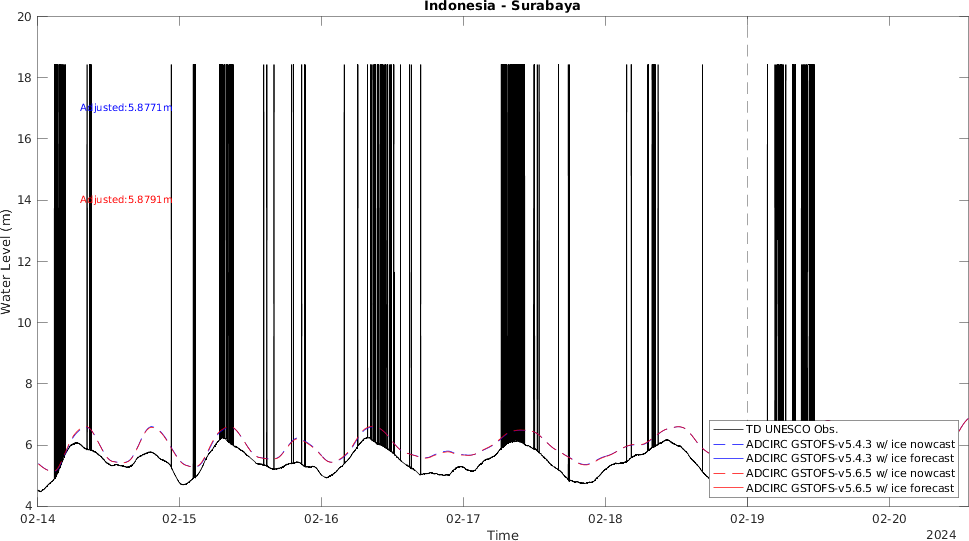 Indonesia - Surabaya
20
18
16
14
12
10
8
6
4
Water Level (m)
Adjusted:5.8771m
Adjusted:5.8791m
TD UNESCO Obs.
ADCIRC GSTOFS-v5.4.3 w/ ice nowcast
ADCIRC GSTOFS-v5.4.3 w/ ice forecast
ADCIRC GSTOFS-v5.6.5 w/ ice nowcast
ADCIRC GSTOFS-v5.6.5 w/ ice forecast
02-14 02-15 02-16 02-17 02-18 02-19 02-20
Time
2024